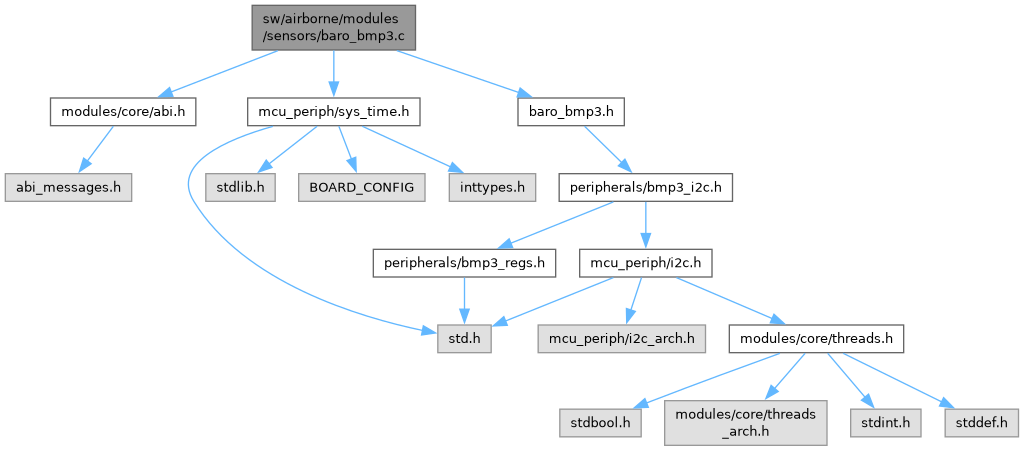 sw/airborne/modules
/sensors/baro_bmp3.c
modules/core/abi.h
mcu_periph/sys_time.h
baro_bmp3.h
abi_messages.h
stdlib.h
BOARD_CONFIG
inttypes.h
peripherals/bmp3_i2c.h
peripherals/bmp3_regs.h
mcu_periph/i2c.h
std.h
mcu_periph/i2c_arch.h
modules/core/threads.h
stdbool.h
modules/core/threads
_arch.h
stdint.h
stddef.h